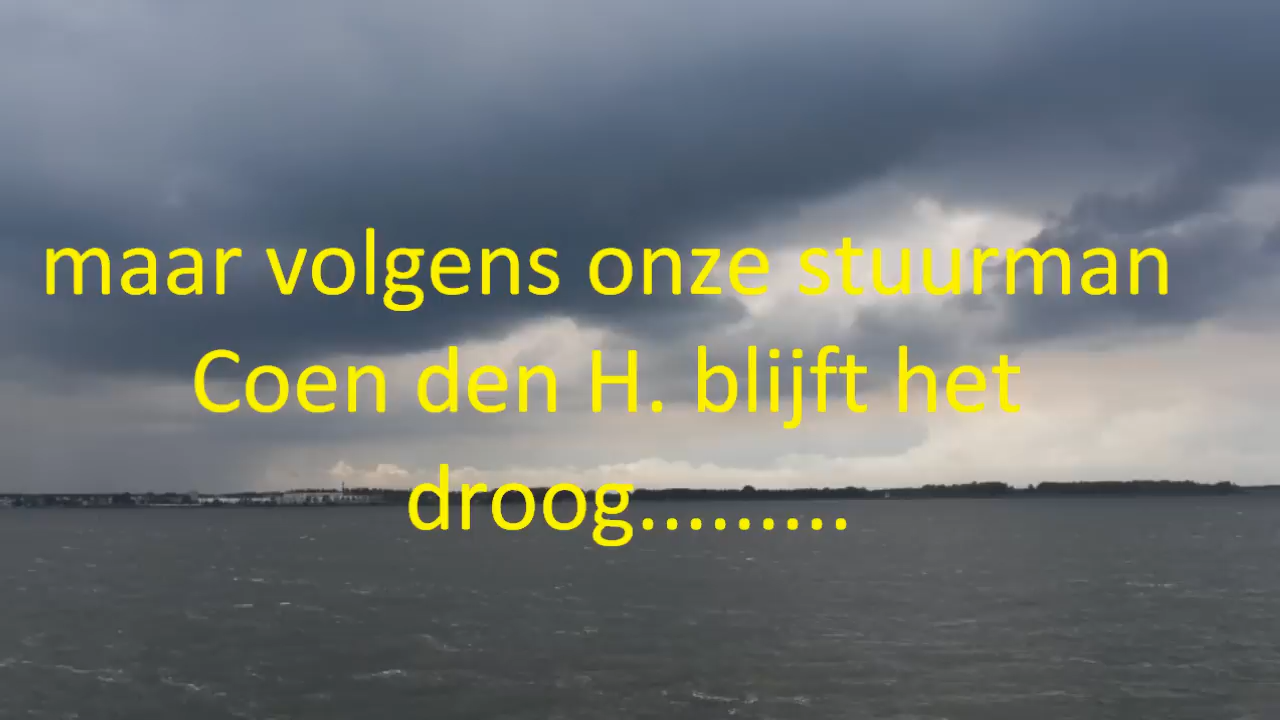 maar volgens onze stuurman
Coen den H. blijft het
droog.........